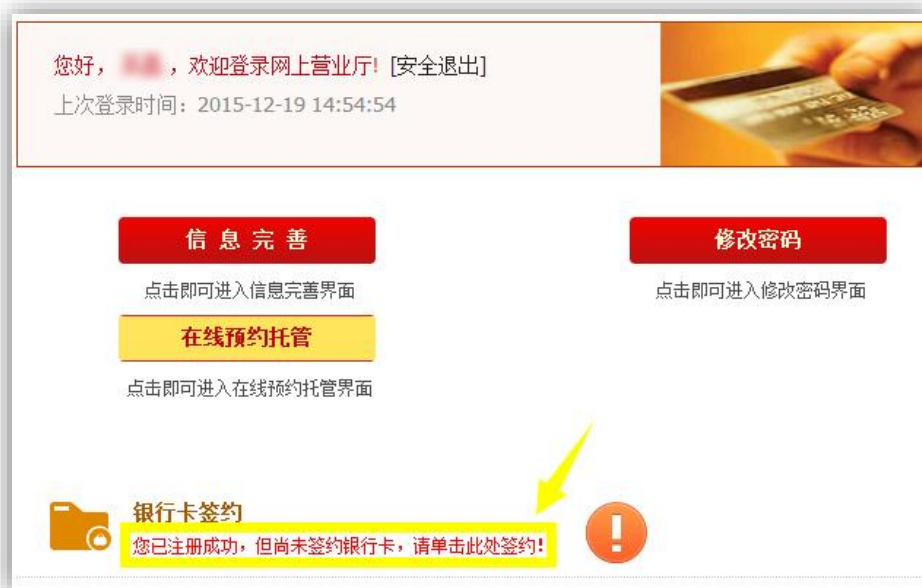 您好， ，欢迎登录网上营业厅! [安全退出]
上次登录时间：2015-12-19 14:54:54
信息完善
修改密码
点击即可进入信息完善界面
点击即可进入修改密码界面
在线预约托管
点击即可进入在线预约托管界面
银行卡签约
您已注册成功，但尚未签约银行卡，请单击此处签约!